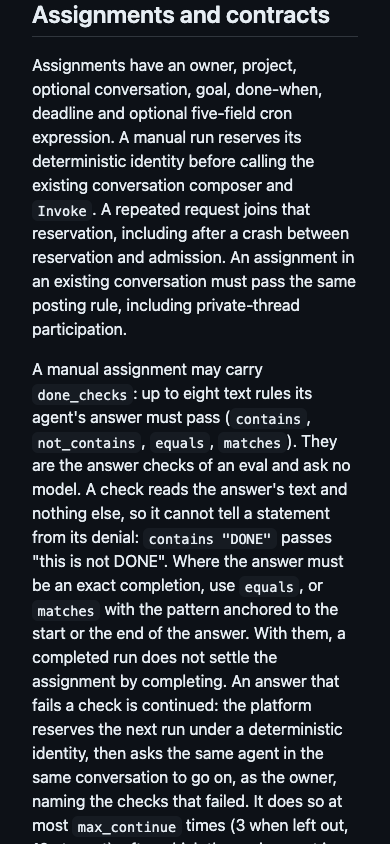 Assignments and contracts
Assignments have an owner, project,
optional conversation, goal, done-when,
deadline and optional five-field cron
expression. A manual run reserves its
deterministic identity before calling the
existing conversation composer and
Invoke. A repeated request joins that
reservation, including after a crash between
reservation and admission. An assignment in
an existing conversation must pass the same
posting rule, including private-thread
participation.
A manual assignment may carry
done_checks: up to eight text rules its
agent's answer must pass (contains,
not_contains, equals, matches). They
are the answer checks of an eval and ask no
model. A check reads the answer's text and
nothing else, so it cannot tell a statement
from its denial: contains "DONE" passes
"this is not DONE". Where the answer must
be an exact completion, use equals, or
matches with the pattern anchored to the
start or the end of the answer. With them, a
completed run does not settle the
assignment by completing. An answer that
fails a check is continued: the platform
reserves the next run under a deterministic
identity, then asks the same agent in the
same conversation to go on, as the owner,
naming the checks that failed. It does so at
most max_continue times (3 when left out,